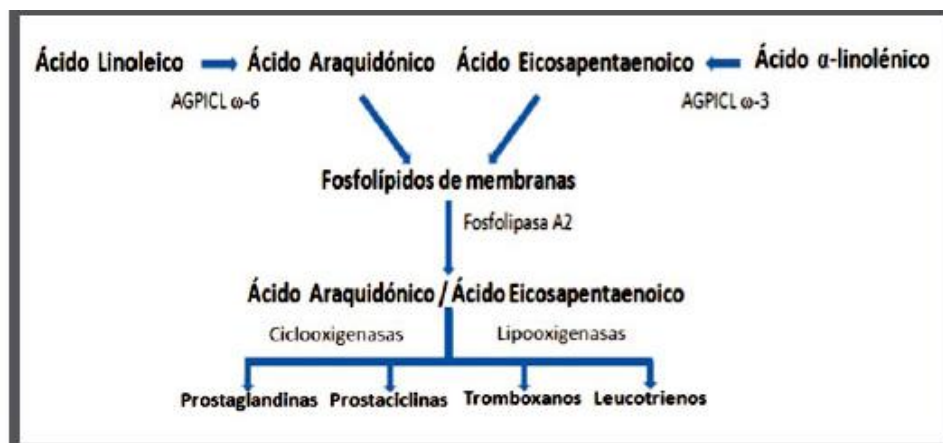 Ácido Linoleico Ácido Araquidónico Ácido Eicosapentaenoico Ácido α-linolénico
AGPICL ω-6 AGPICL ω-3
Fosfolípidos de membranas
Fosfolipasa A2
Ácido Araquidónico / Ácido Eicosapentaenoico
Ciclooxigenasas Lipooxigenasas
Prostaglandinas Prostaciclinas Tromboxanos Leucotrienos